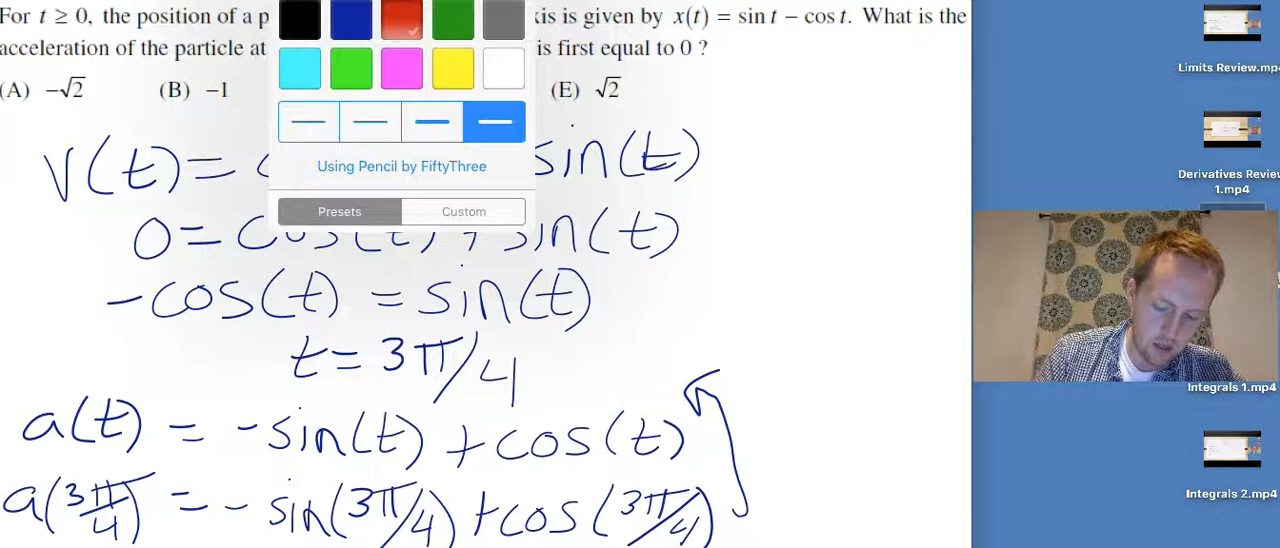 For t ≥ 0, the position of a p xis is given by x(t) = sin t − cos t. What is the
acceleration of the particle at is first equal to 0 ?
(A) −√2 (B) −1 (E) √2
Using Pencil by FiftyThree
Presets Custom
v(t) = sin(t)
0 = cos(t) + sin(t)
-cos(t) = sin(t)
t = 3π/4
a(t) = -sin(t) + cos(t)
a(3π/4) = -sin(3π/4) + cos(3π/4)
Limits Review.mp4
Derivatives Revie
1.mp4
Integrals 1.mp4
Integrals 2.mp4